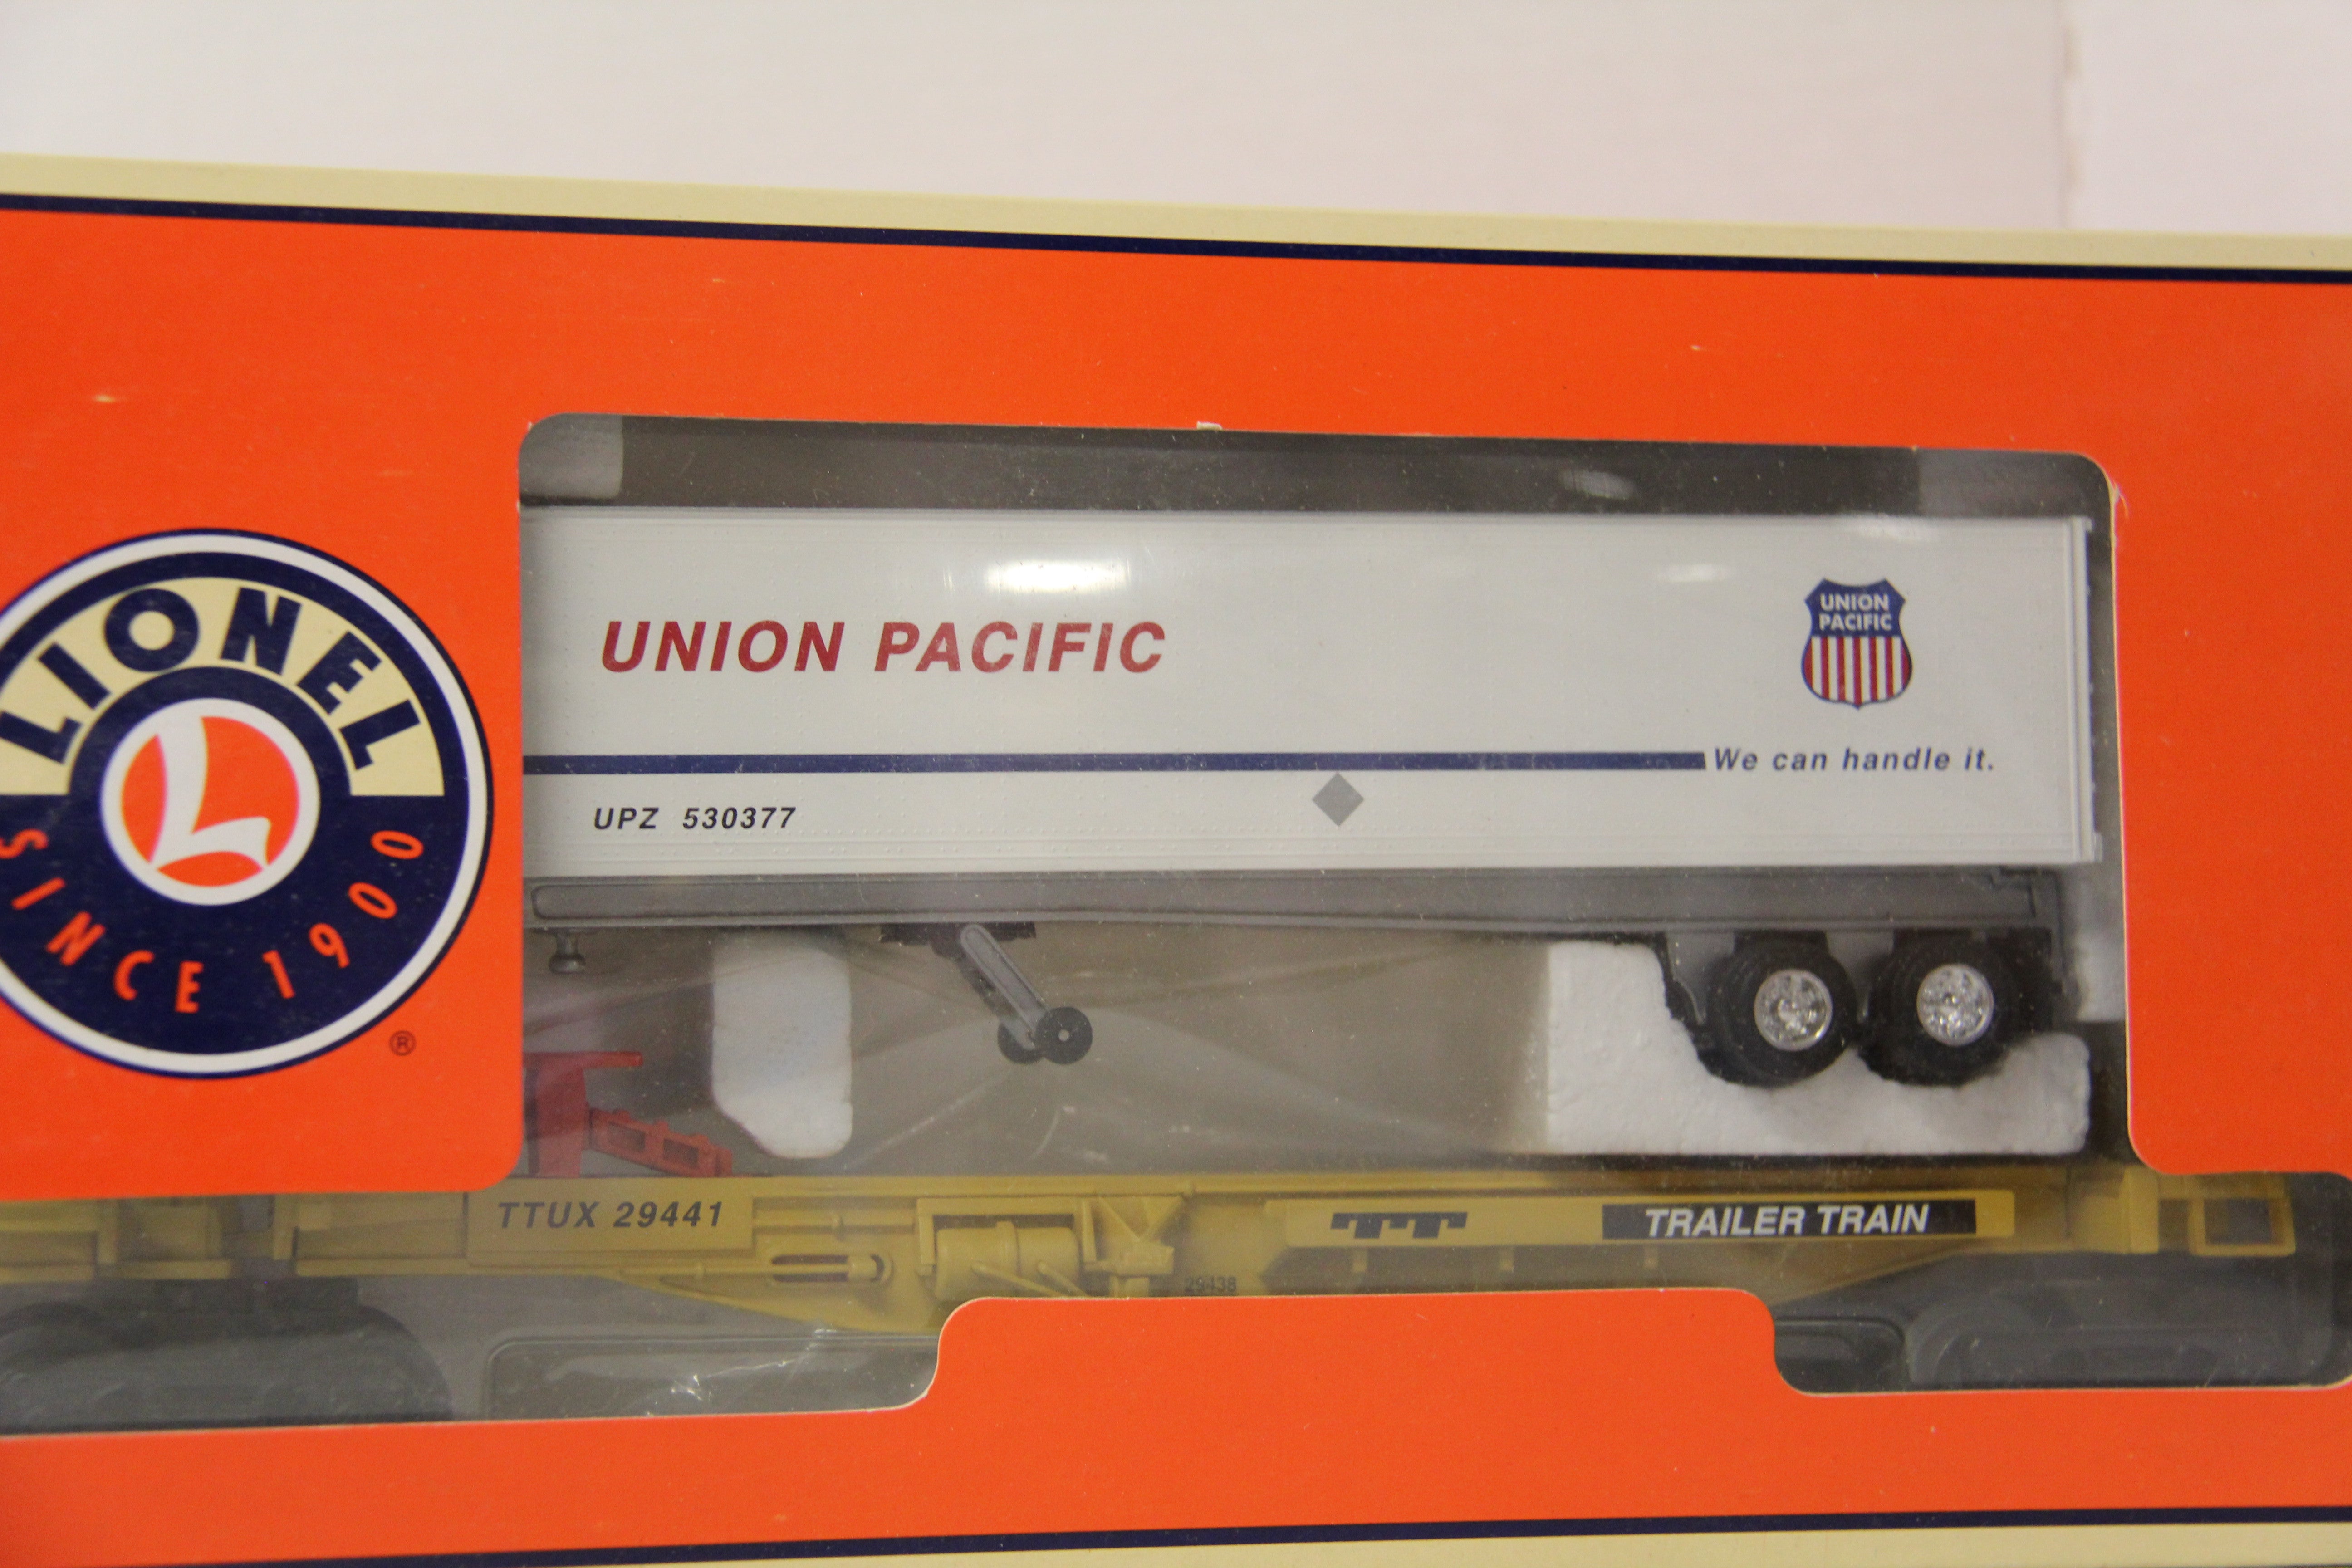 LIONEL
L
SINCE 1900
®
UNION PACIFIC
UNION
PACIFIC
We can handle it.
UPZ 530377
TTUX 29441
TT
TRAILER TRAIN
29438